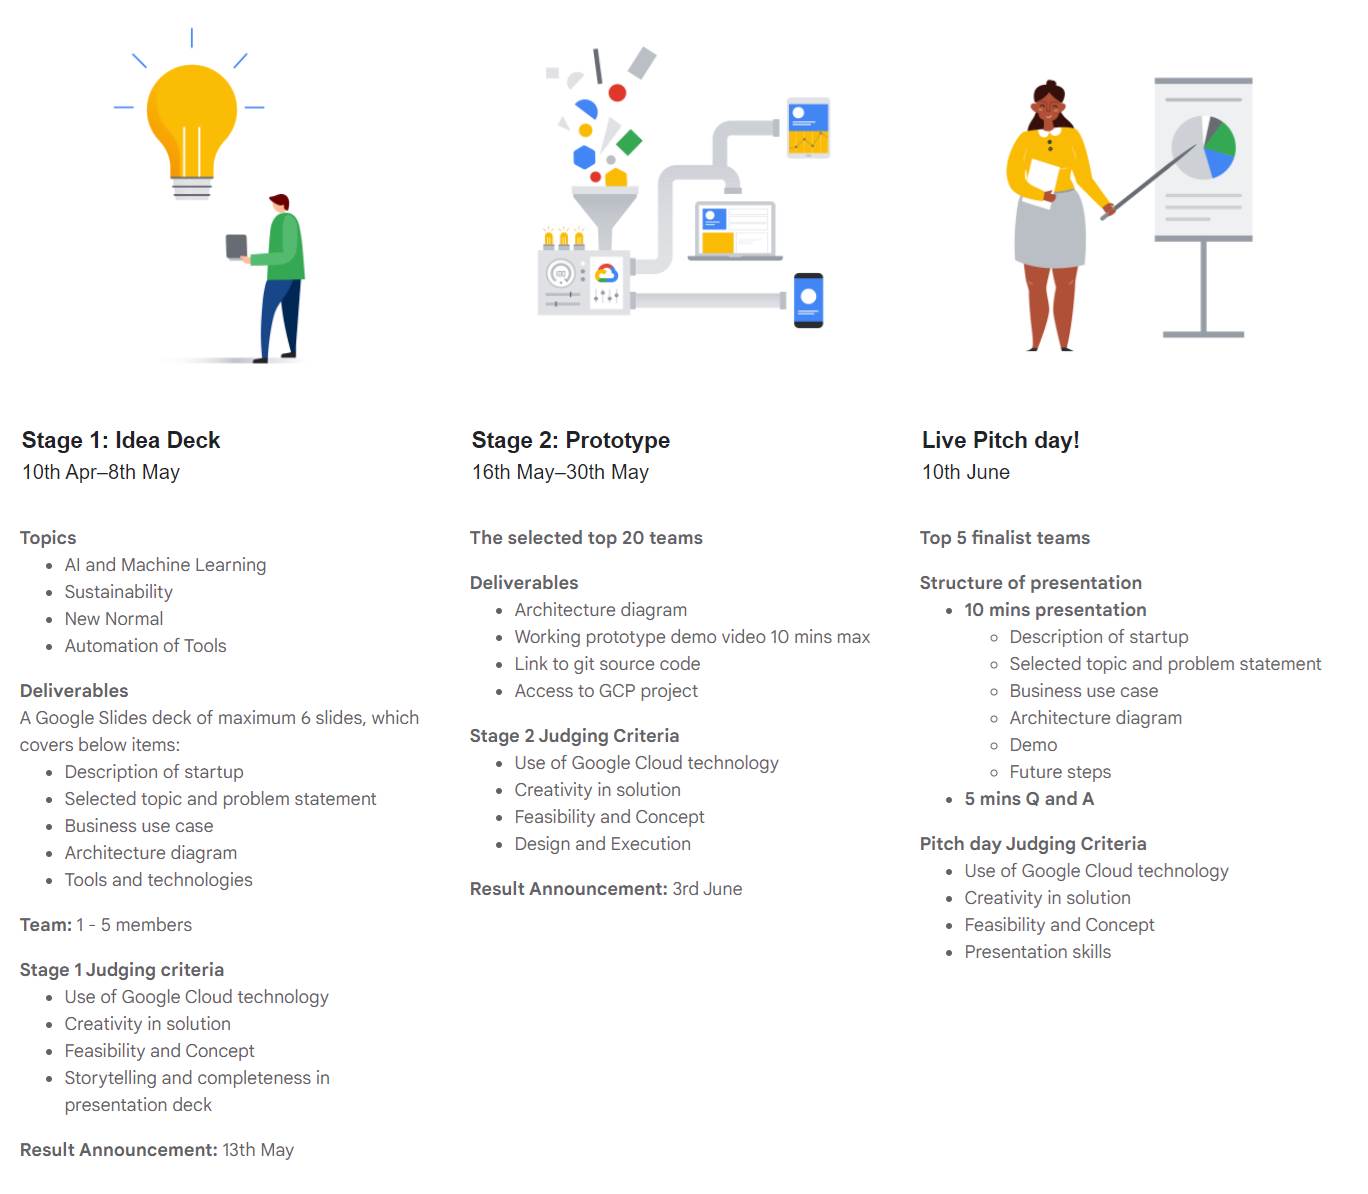 Stage 1: Idea Deck
10th Apr–8th May
Topics
• AI and Machine Learning
• Sustainability
• New Normal
• Automation of Tools
Deliverables
A Google Slides deck of maximum 6 slides, which
covers below items:
• Description of startup
• Selected topic and problem statement
• Business use case
• Architecture diagram
• Tools and technologies
Team: 1 - 5 members
Stage 1 Judging criteria
• Use of Google Cloud technology
• Creativity in solution
• Feasibility and Concept
• Storytelling and completeness in
presentation deck
Result Announcement: 13th May
Stage 2: Prototype
16th May–30th May
The selected top 20 teams
Deliverables
• Architecture diagram
• Working prototype demo video 10 mins max
• Link to git source code
• Access to GCP project
Stage 2 Judging Criteria
• Use of Google Cloud technology
• Creativity in solution
• Feasibility and Concept
• Design and Execution
Result Announcement: 3rd June
Live Pitch day!
10th June
Top 5 finalist teams
Structure of presentation
• 10 mins presentation
◦ Description of startup
◦ Selected topic and problem statement
◦ Business use case
◦ Architecture diagram
◦ Demo
◦ Future steps
• 5 mins Q and A
Pitch day Judging Criteria
• Use of Google Cloud technology
• Creativity in solution
• Feasibility and Concept
• Presentation skills